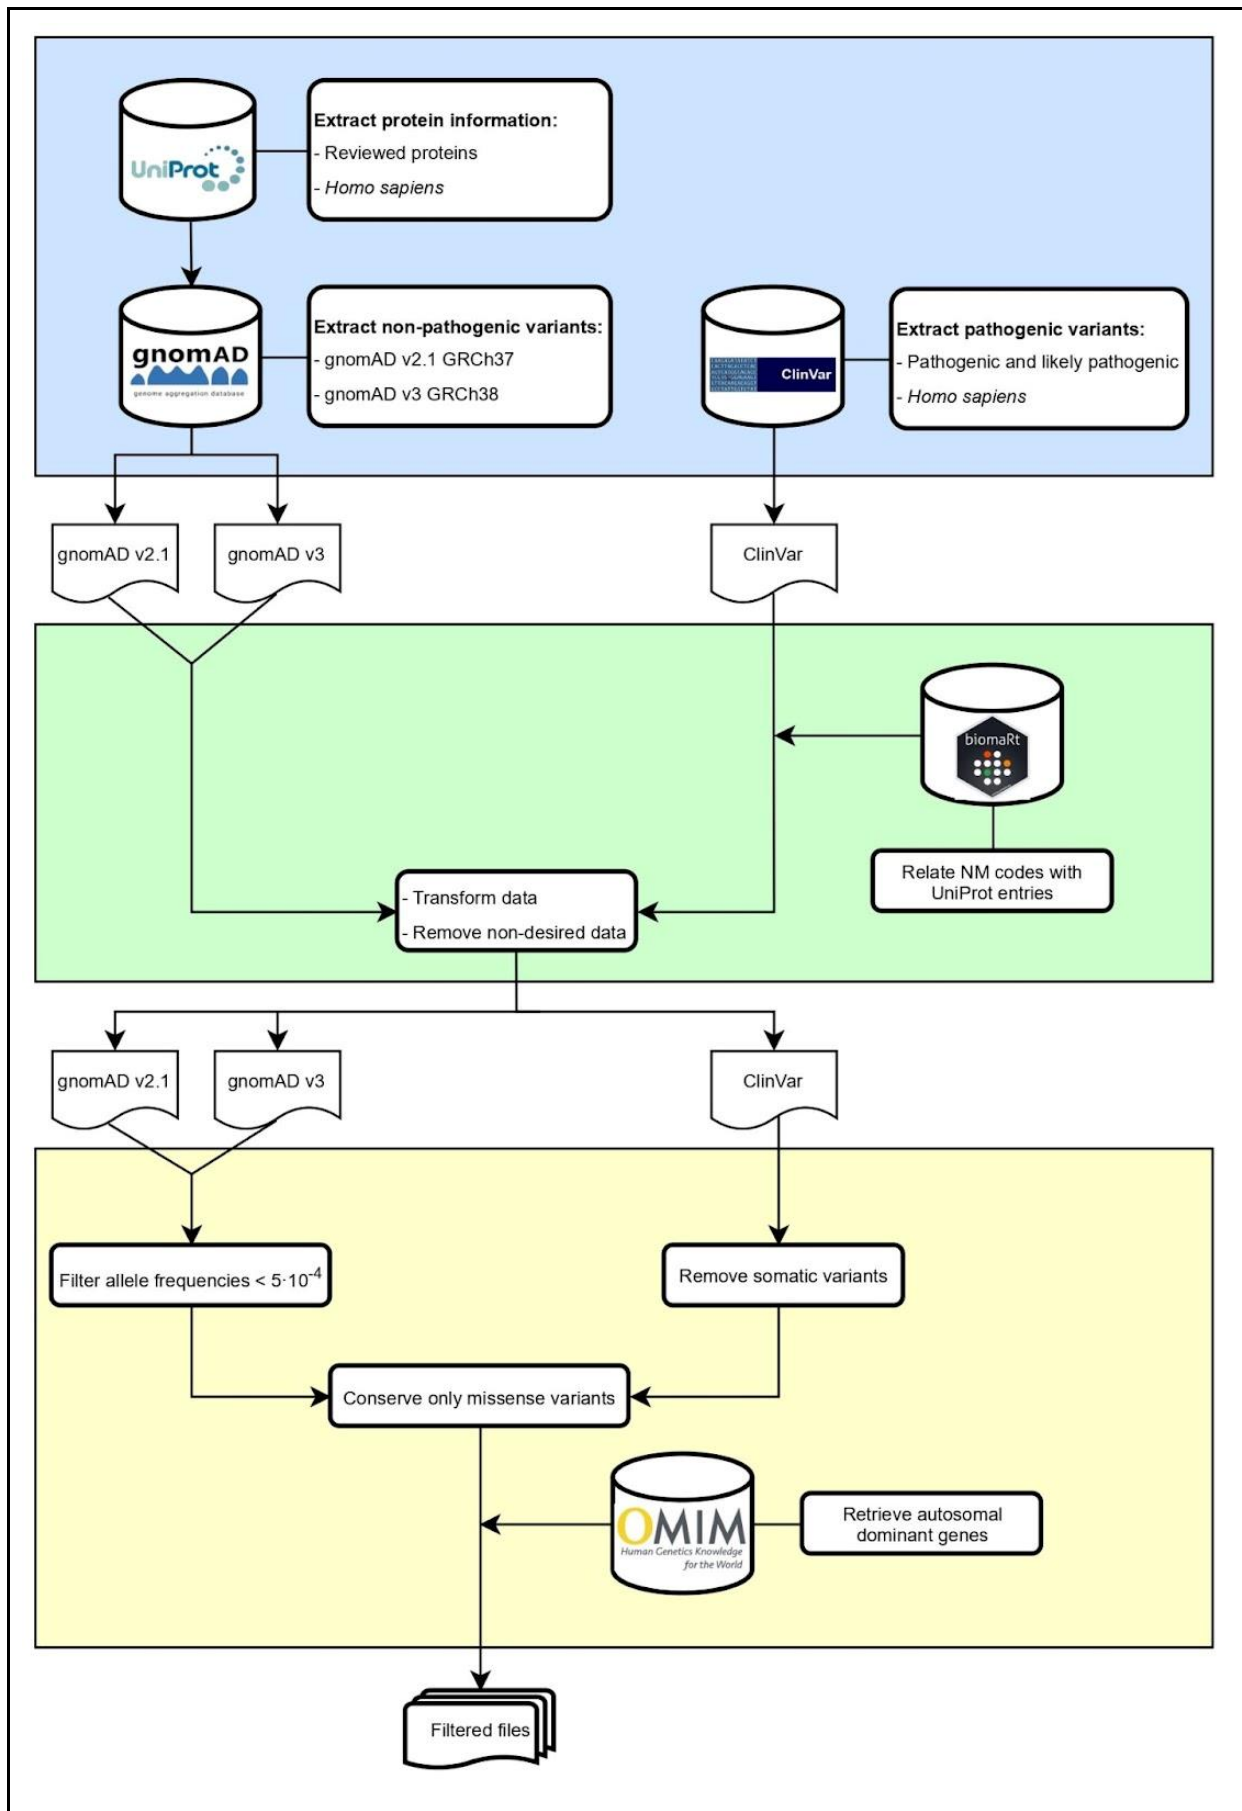 Extract protein information:
- Reviewed proteins
- Homo sapiens
UniProt
Extract non-pathogenic variants:
- gnomAD v2.1 GRCh37
- gnomAD v3 GRCh38
gnomAD
genome aggregation database
Extract pathogenic variants:
- Pathogenic and likely pathogenic
- Homo sapiens
ClinVar
gnomAD v2.1
gnomAD v3
ClinVar
biomaRt
Relate NM codes with
UniProt entries
- Transform data
- Remove non-desired data
gnomAD v2.1
gnomAD v3
ClinVar
Filter allele frequencies < 5·10⁻⁴
Remove somatic variants
Conserve only missense variants
OMIM
Human Genetics Knowledge
for the World
Retrieve autosomal
dominant genes
Filtered files